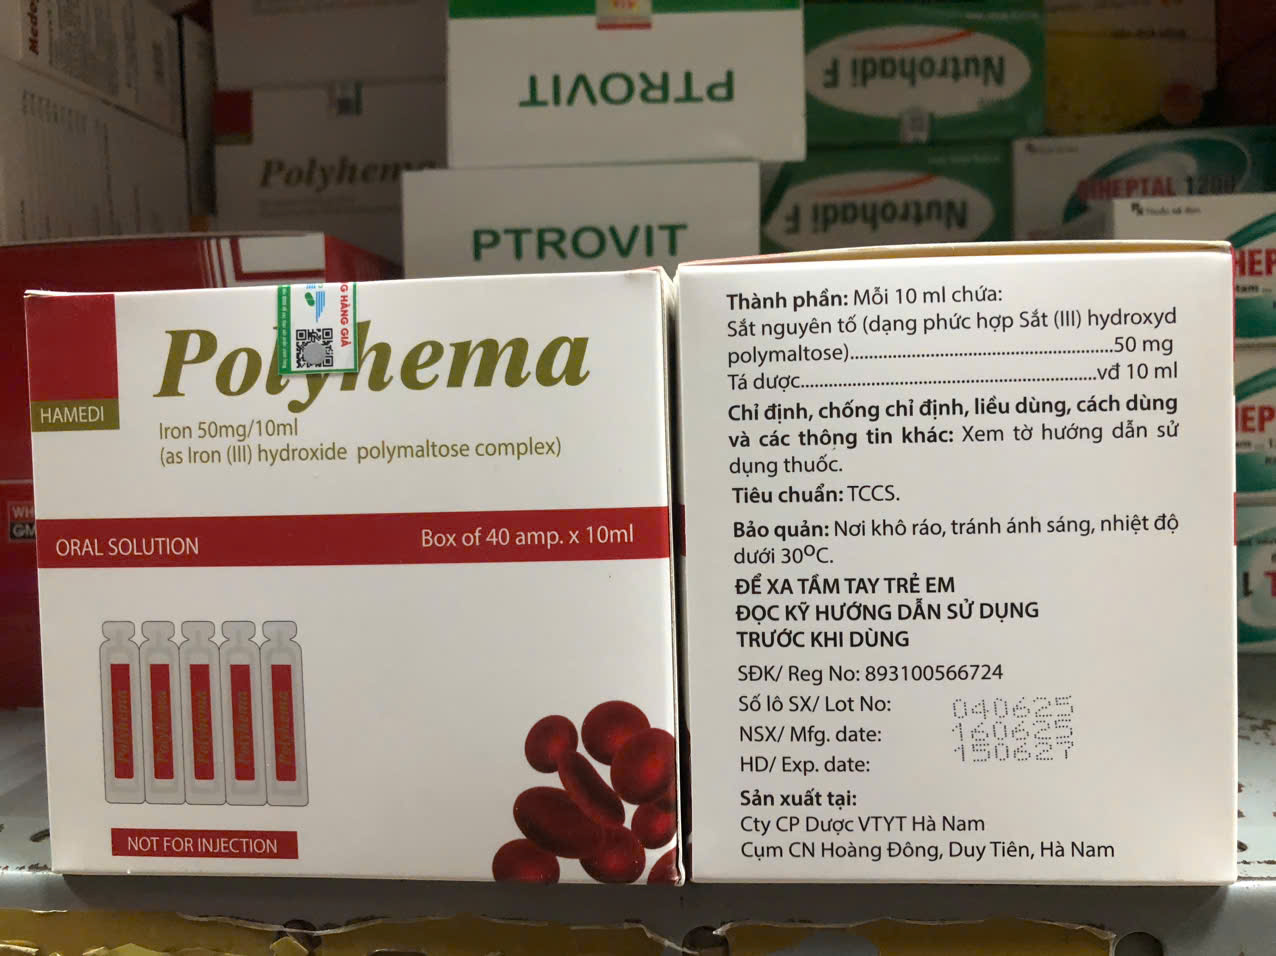 PTROVIT
Nutrohadi F
Nutrohadi F
Polyhema
PTROVIT
Polyhema
HAMEDI
Iron 50mg/10ml
(as Iron (III) hydroxide polymaltose complex)
ORAL SOLUTION
Box of 40 amp. x 10ml
Polyhema
Polyhema
Polyhema
Polyhema
Polyhema
NOT FOR INJECTION
Thành phần: Mỗi 10 ml chứa:
Sắt nguyên tố (dạng phức hợp Sắt (III) hydroxyd
polymaltose)....................................................50 mg
Tá dược...........................................................vđ 10 ml
Chỉ định, chống chỉ định, liều dùng, cách dùng
và các thông tin khác: Xem tờ hướng dẫn sử
dụng thuốc.
Tiêu chuẩn: TCCS.
Bảo quản: Nơi khô ráo, tránh ánh sáng, nhiệt độ
dưới 30ºC.
ĐỂ XA TẦM TAY TRẺ EM
ĐỌC KỸ HƯỚNG DẪN SỬ DỤNG
TRƯỚC KHI DÙNG
SĐK/ Reg No: 893100566724
Số lô SX/ Lot No: 040625
NSX/ Mfg. date: 160625
HD/ Exp. date: 150627
Sản xuất tại:
Cty CP Dược VTYT Hà Nam
Cụm CN Hoàng Đông, Duy Tiên, Hà Nam